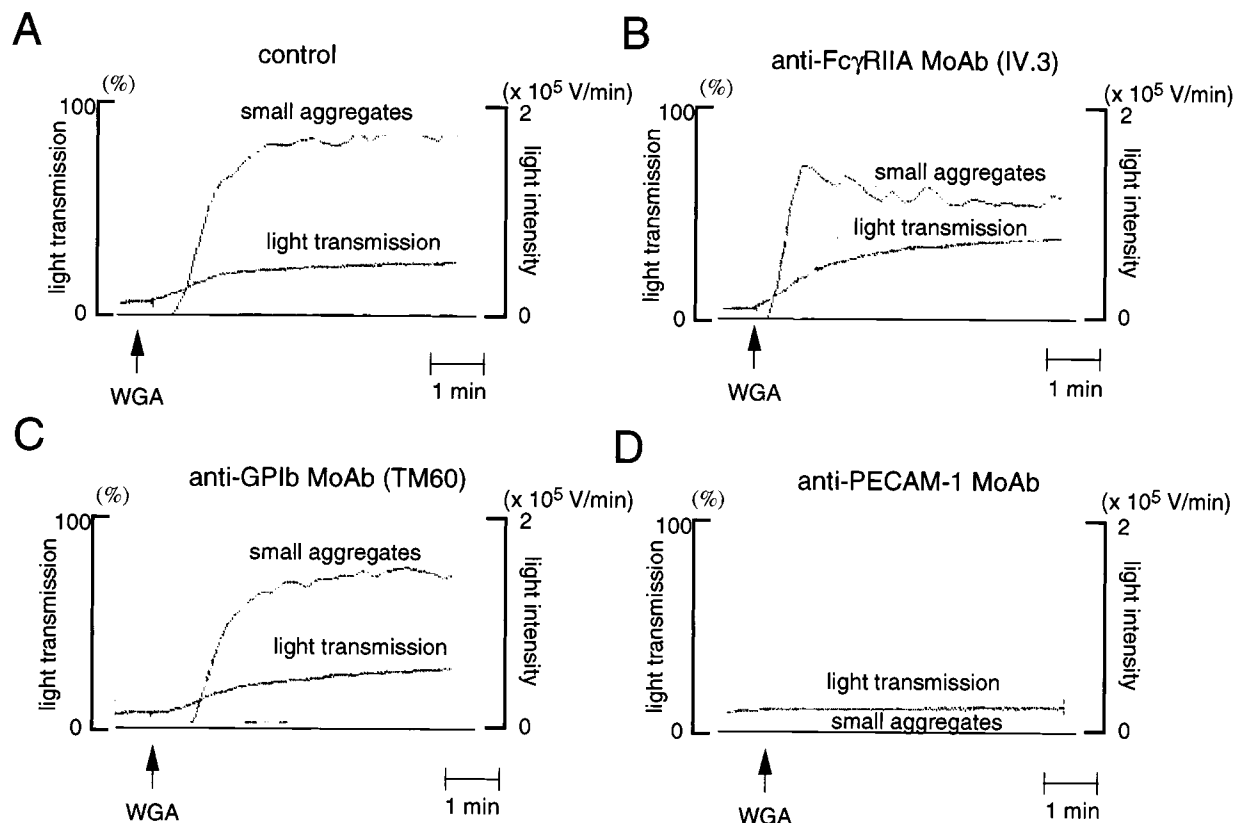 A
control
(%)
(x 10⁵ V/min)
100
2
small aggregates
light transmission
light transmission
light intensity
0
0
WGA
1 min
B
anti-FcγRIIA MoAb (IV.3)
(%)
(x 10⁵ V/min)
100
2
small aggregates
light transmission
light transmission
light intensity
0
0
WGA
1 min
C
anti-GPIb MoAb (TM60)
(%)
(x 10⁵ V/min)
100
2
small aggregates
light transmission
light transmission
light intensity
0
0
WGA
1 min
D
anti-PECAM-1 MoAb
(%)
(x 10⁵ V/min)
100
2
light transmission
light transmission
small aggregates
light intensity
0
0
WGA
1 min